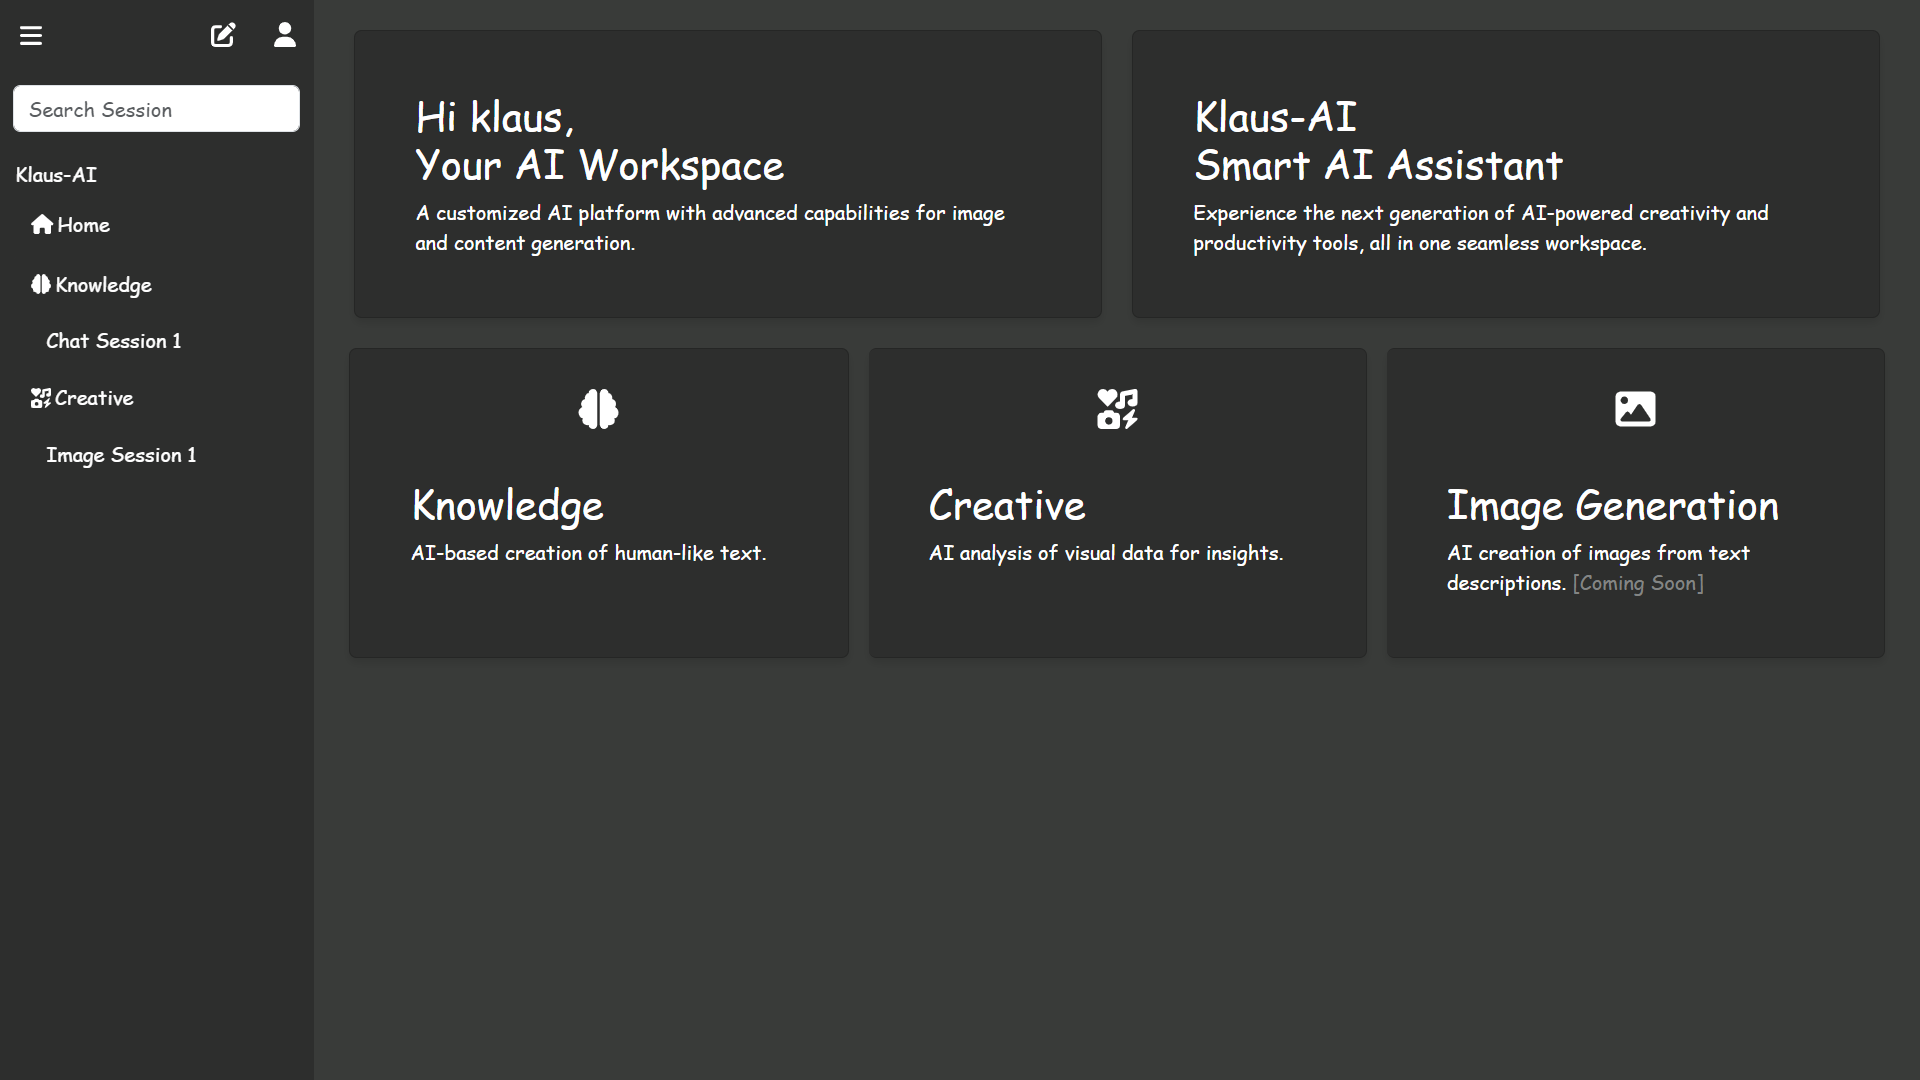 Search Session
Klaus-AI
Home
Knowledge
Chat Session 1
Creative
Image Session 1
Hi klaus,
Your AI Workspace
A customized AI platform with advanced capabilities for image
and content generation.
Klaus-AI
Smart AI Assistant
Experience the next generation of AI-powered creativity and
productivity tools, all in one seamless workspace.
Knowledge
AI-based creation of human-like text.
Creative
AI analysis of visual data for insights.
Image Generation
AI creation of images from text
descriptions. [Coming Soon]